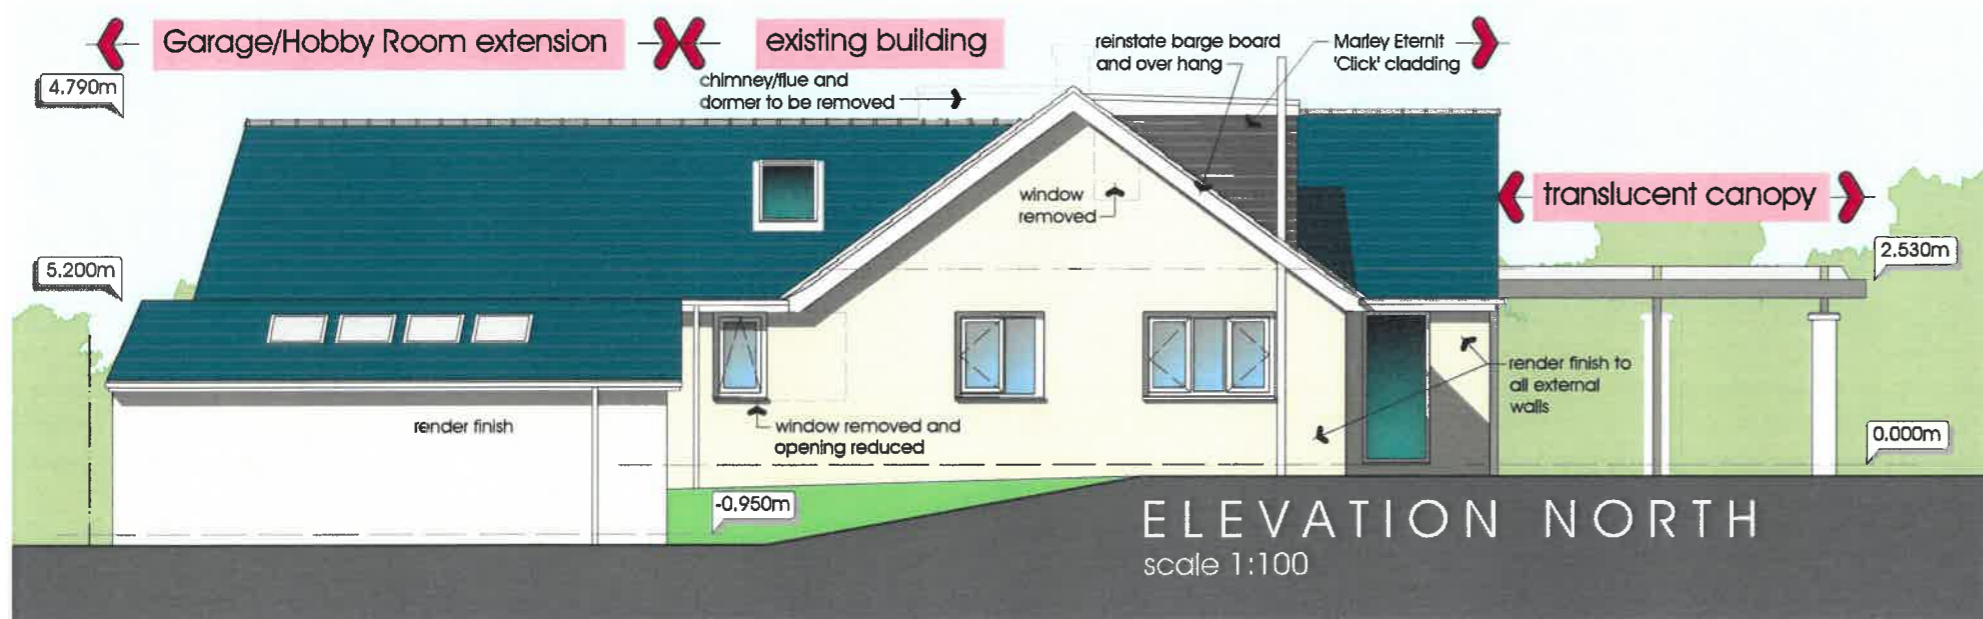 Garage/Hobby Room extension
existing building
reinstate barge board
and over hang
Marley Eternit
'Click' cladding
4.790m
chimney/flue and
dormer to be removed
window
removed
translucent canopy
5.200m
2.530m
render finish to
all external
walls
render finish
window removed and
opening reduced
0.000m
-0.950m
ELEVATION NORTH
scale 1:100